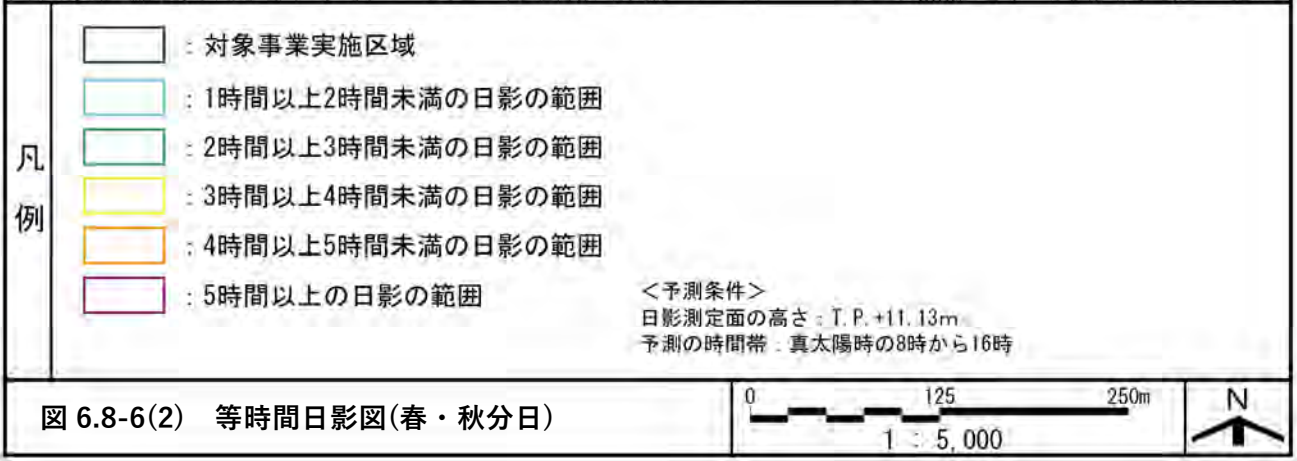 凡例
: 対象事業実施区域
: 1時間以上2時間未満の日影の範囲
: 2時間以上3時間未満の日影の範囲
: 3時間以上4時間未満の日影の範囲
: 4時間以上5時間未満の日影の範囲
: 5時間以上の日影の範囲
＜予測条件＞
日影測定面の高さ：T.P.+11.13m
予測の時間帯：真太陽時の8時から16時
図 6.8-6(2) 等時間日影図(春・秋分日)
0 125 250m
1 : 5,000
N